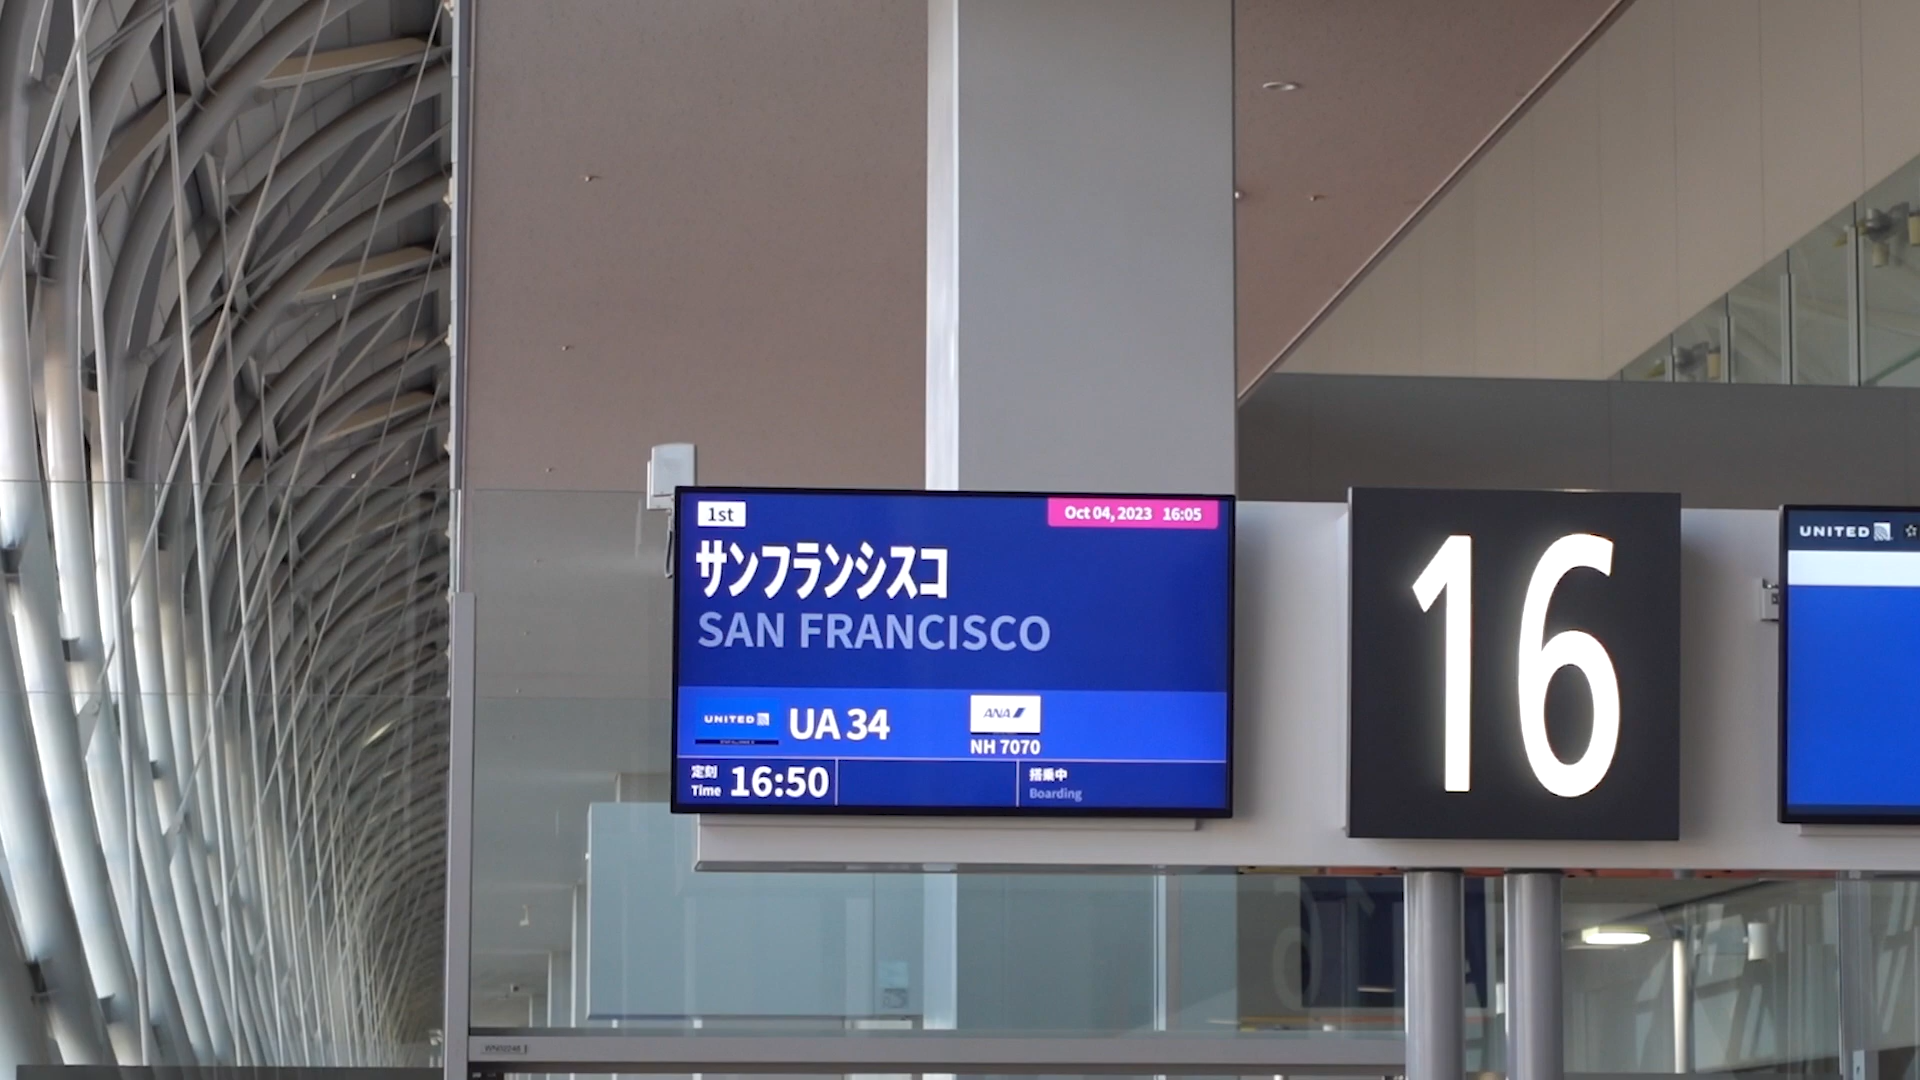 1st
Oct 04, 2023 16:05
サンフランシスコ
SAN FRANCISCO
UNITED
UA 34
ANA
NH 7070
定刻
Time
16:50
搭乗中
Boarding
16
UNITED